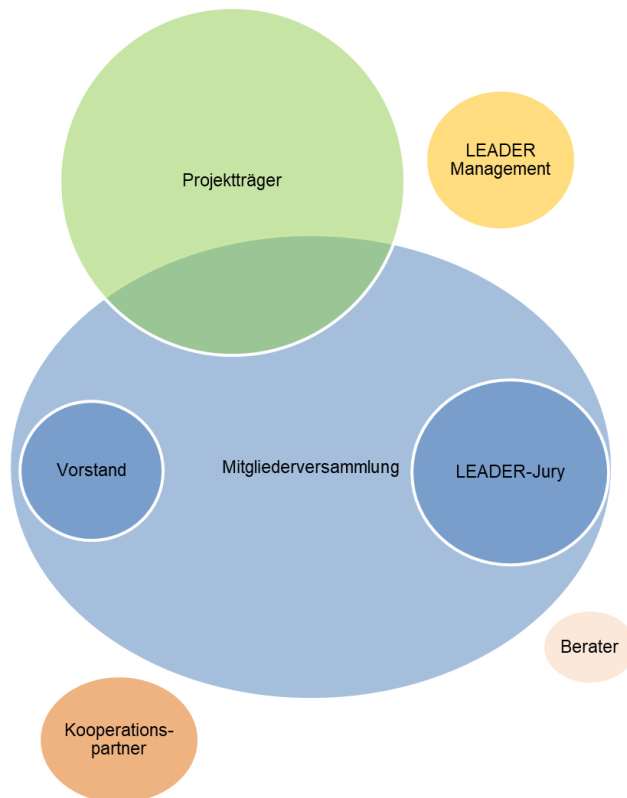 LEADER
Management
Projektträger
Vorstand
Mitgliederversammlung
LEADER-Jury
Berater
Kooperations-
partner